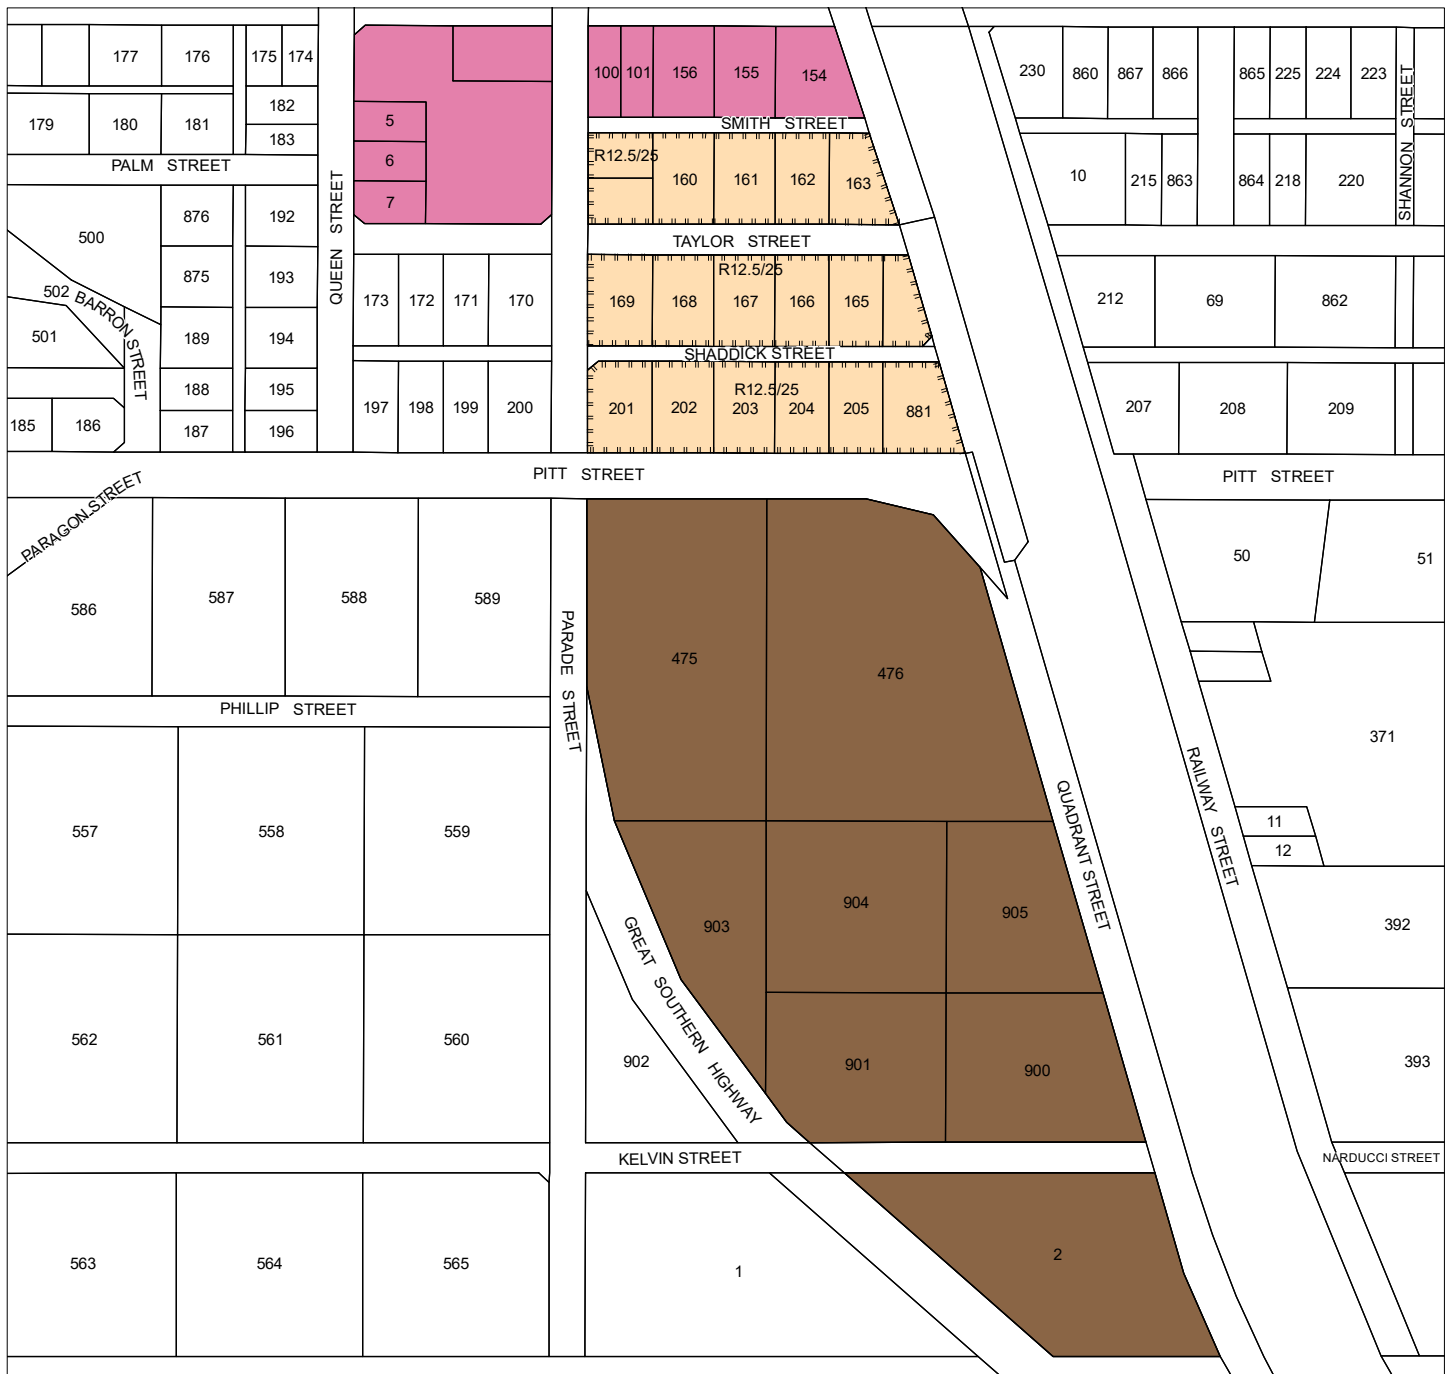 177 176 175 174
182
179 180 181
183
PALM STREET
5
6
7
100 101 156 155 154
SMITH STREET
R12.5/25
160 161 162 163
230 860 867 866 865 225 224 223
SHANNON STREET
10 215 863 864 218 220
876 192
500
QUEEN STREET
TAYLOR STREET
875 193
502 BARRON STREET
501
173 172 171 170
R12.5/25
169 168 167 166 165
212 69 862
189 194
SHADDICK STREET
188 195
185 186 187 196
197 198 199 200
R12.5/25
201 202 203 204 205 881
207 208 209
PITT STREET
PITT STREET
PARAGON STREET
586 587 588 589
50 51
PARADE STREET
475 476
PHILLIP STREET
371
RAILWAY STREET
QUADRANT STREET
557 558 559
11
12
903 904 905
392
GREAT SOUTHERN HIGHWAY
562 561 560
902 901 900
393
KELVIN STREET
NARDUCCI STREET
563 564 565
1 2